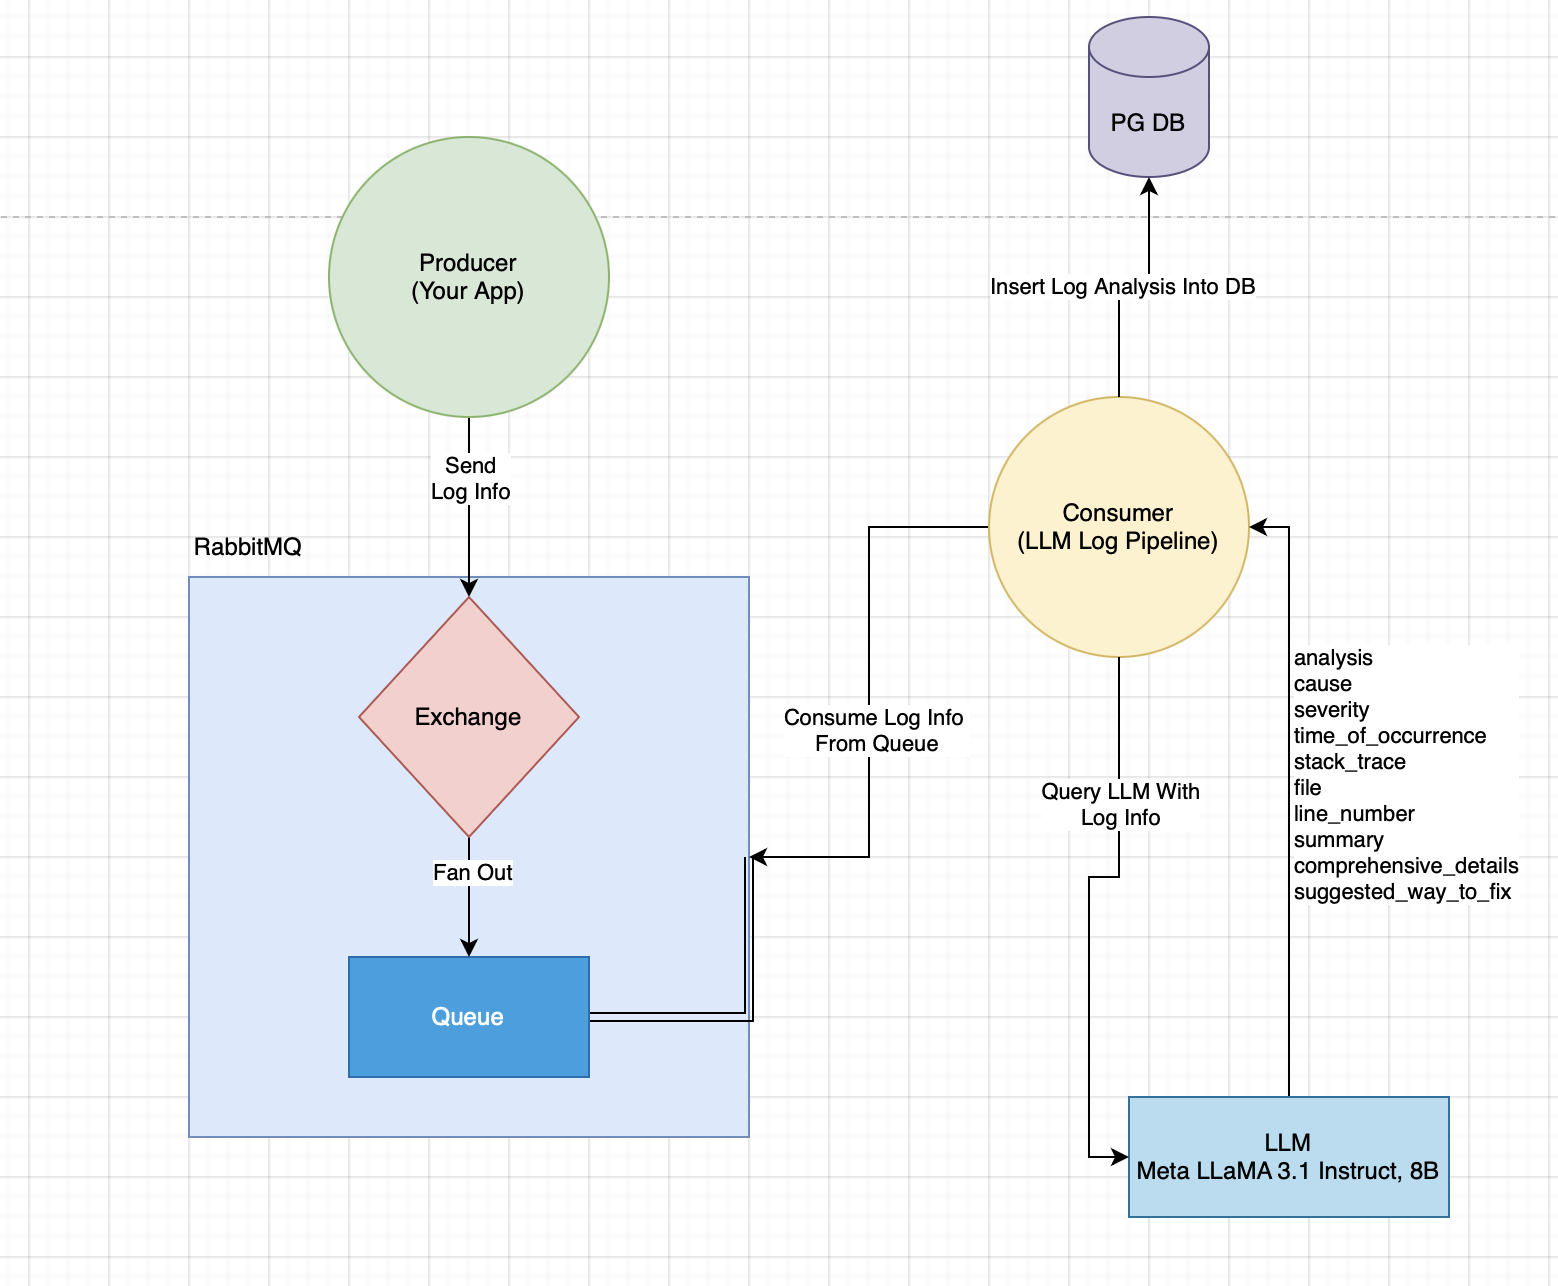 PG DB
Producer
(Your App)
Insert Log Analysis Into DB
Send
Log Info
Consumer
(LLM Log Pipeline)
RabbitMQ
Exchange
Consume Log Info
From Queue
Query LLM With
Log Info
analysis
cause
severity
time_of_occurrence
stack_trace
file
line_number
summary
comprehensive_details
suggested_way_to_fix
Fan Out
Queue
LLM
Meta LLaMA 3.1 Instruct, 8B